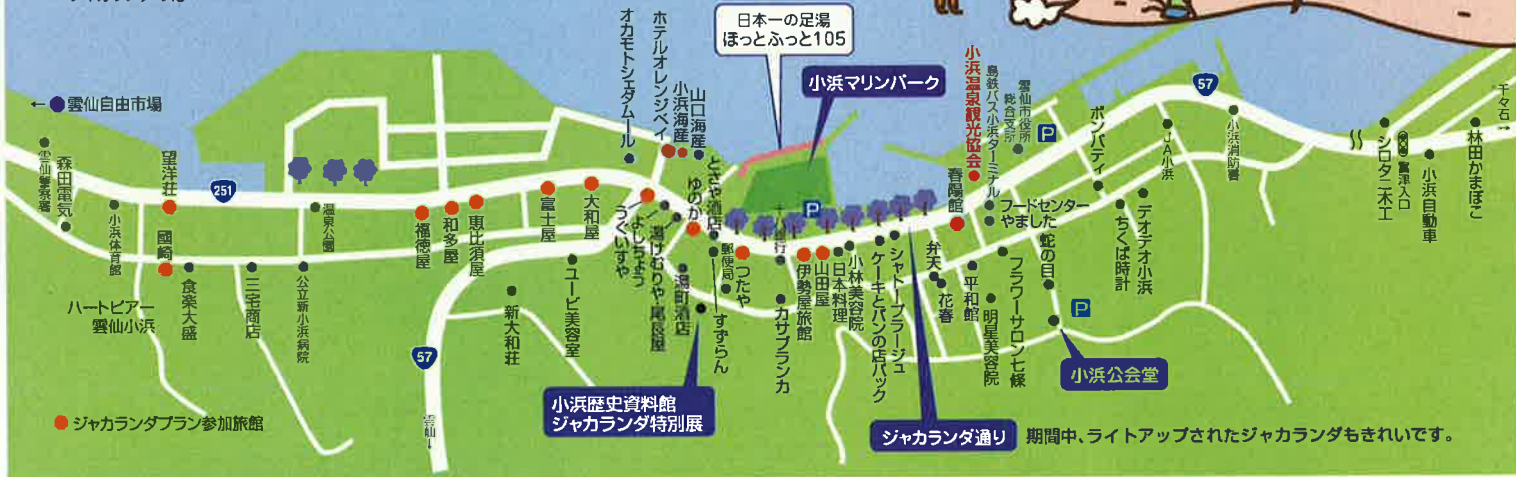 日本一の足湯
ほっとふっと105
小浜マリンパーク
オカモトシェダムール
ホテルオレンジベイ
小浜海産
山口海産
小浜温泉観光協会
島鉄バス小浜ターミナル
雲仙市役所
総合支所
P
57
千々石
←●雲仙自由市場
雲仙警察署
森田電気
望洋荘
251
小浜体育館
國崎
食楽大盛
ハートピアー
雲仙小浜
三宅商店
公立新小浜病院
温泉公園
福徳屋
和多屋
恵比須屋
富士屋
大和屋
うぐいすや
よしちょう
湯けむりや・尾長屋
ゆのか
とさや酒店
湯町酒店
郵便局
つたや
すずらん
銀行
P
カサブランカ
伊勢屋旅館
山田屋
日本料理
小林美容院
ケーキとパンの店パック
シャトープラージュ
春陽館
弁天
花春
平和館
明星美容院
フードセンター
やました
フラワーサロン七條
蛇の目
ボンパティ
ちくば時計
デオデオ小浜
JA小浜
小浜消防署
シロタニ木工
富津入口
小浜自動車
林田かまぼこ
P
57
雲仙↓
新大和荘
ユービ美容室
小浜歴史資料館
ジャカランダ特別展
小浜公会堂
ジャカランダ通り
期間中、ライトアップされたジャカランダもきれいです。
●ジャカランダプラン参加旅館